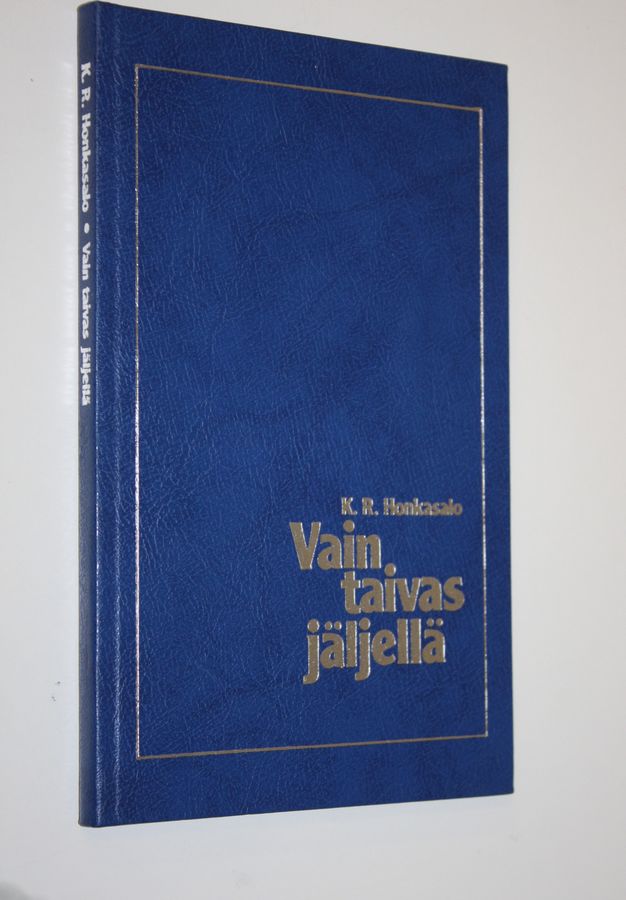 K. R. Honkasalo • Vain taivas jäljellä
K. R. Honkasalo
Vain
taivas
jäljellä